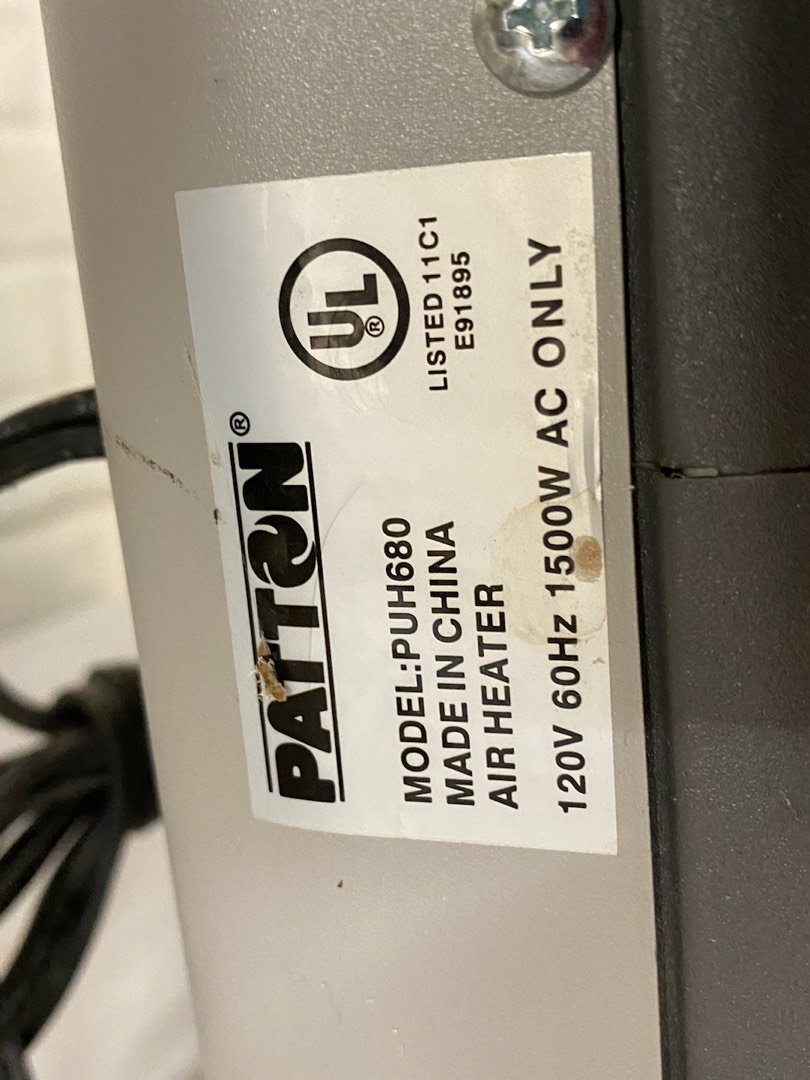 PATTON®
UL®
LISTED 11C1
E91895
MODEL:PUH680
MADE IN CHINA
AIR HEATER
120V 60Hz 1500W AC ONLY